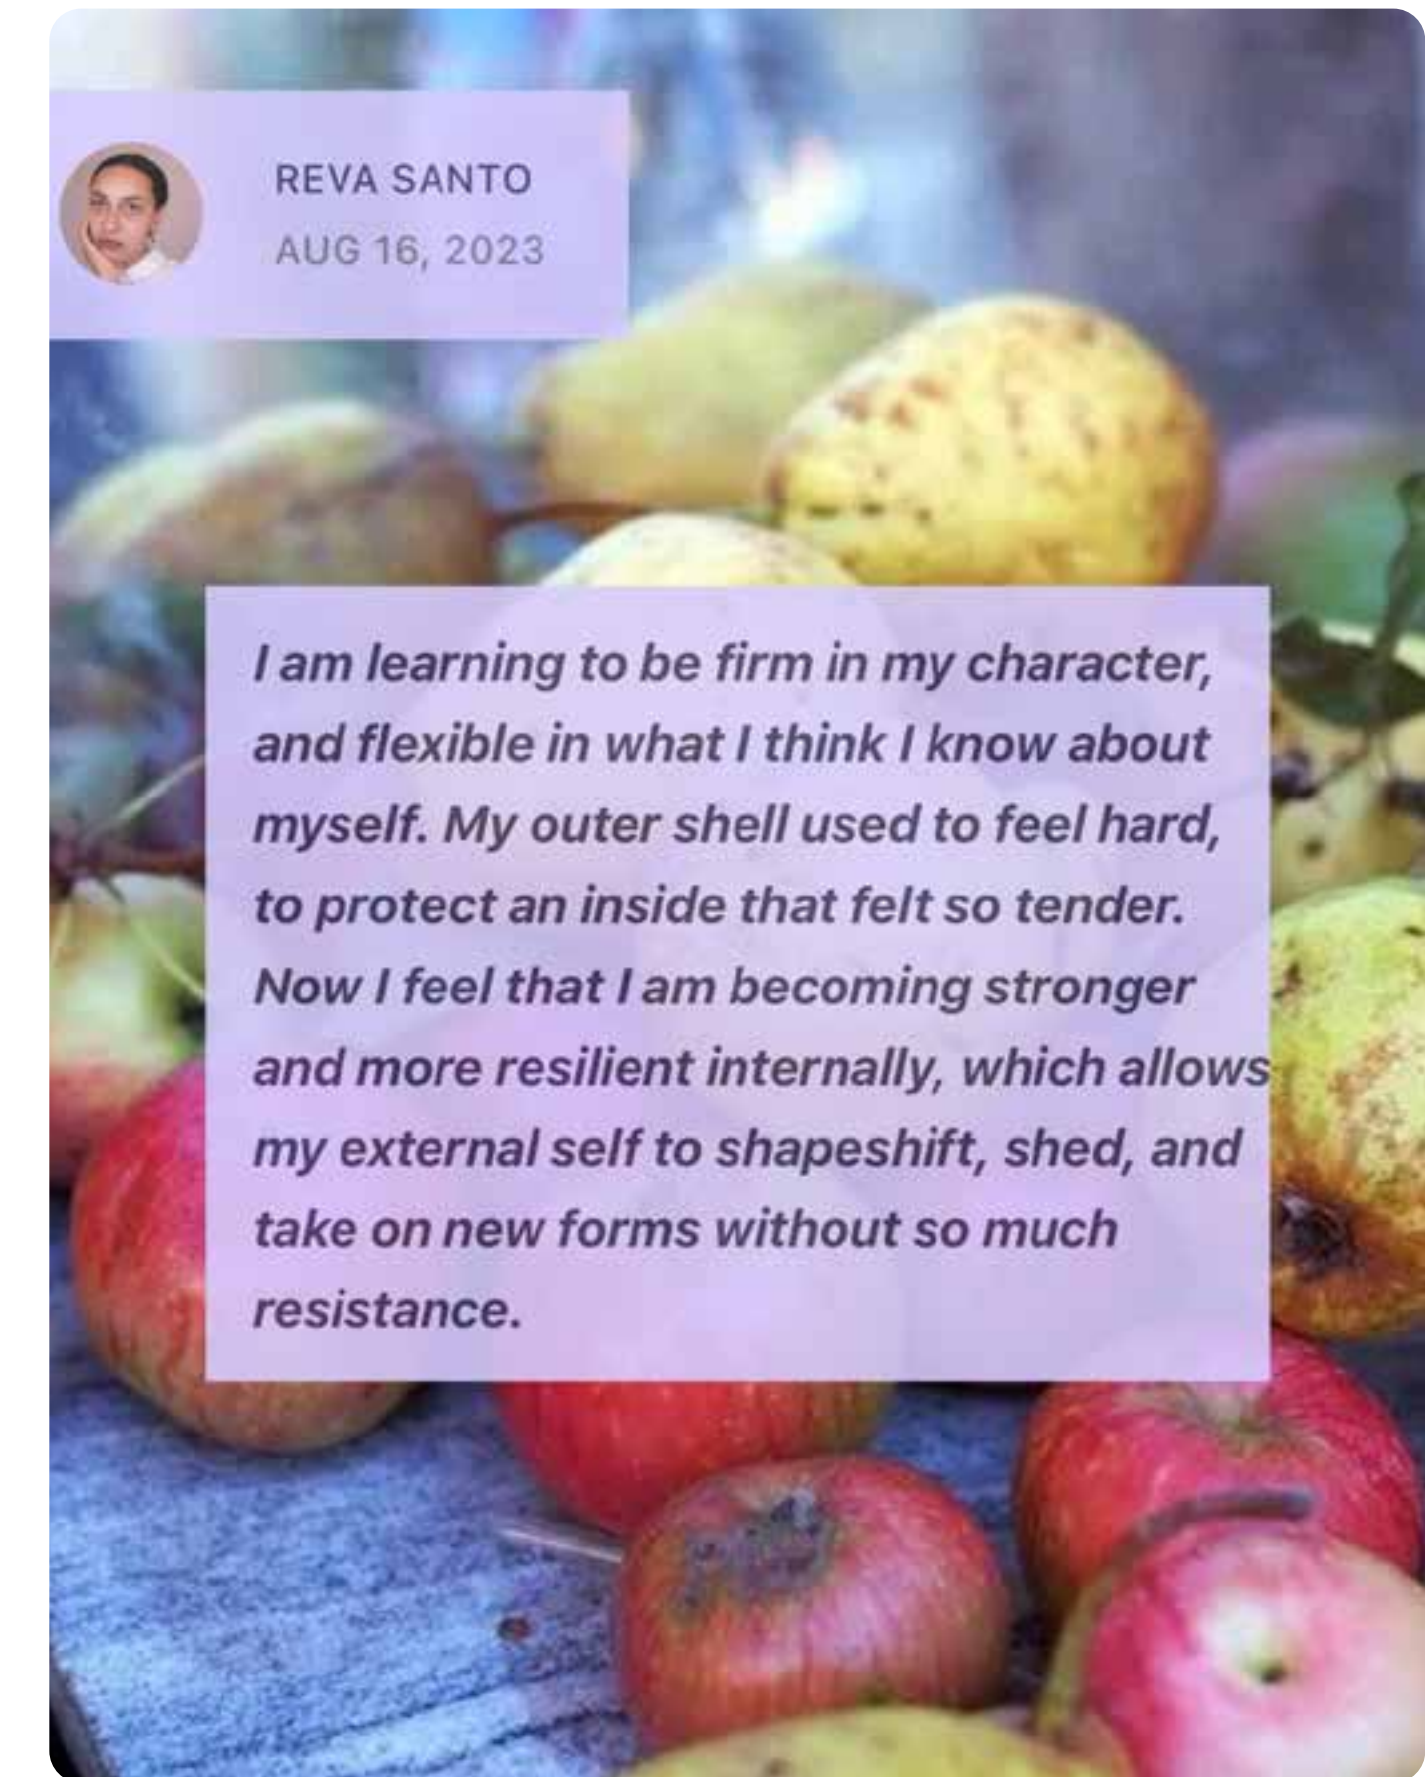 REVA SANTO
AUG 16, 2023
I am learning to be firm in my character,
and flexible in what I think I know about
myself. My outer shell used to feel hard,
to protect an inside that felt so tender.
Now I feel that I am becoming stronger
and more resilient internally, which allows
my external self to shapeshift, shed, and
take on new forms without so much
resistance.